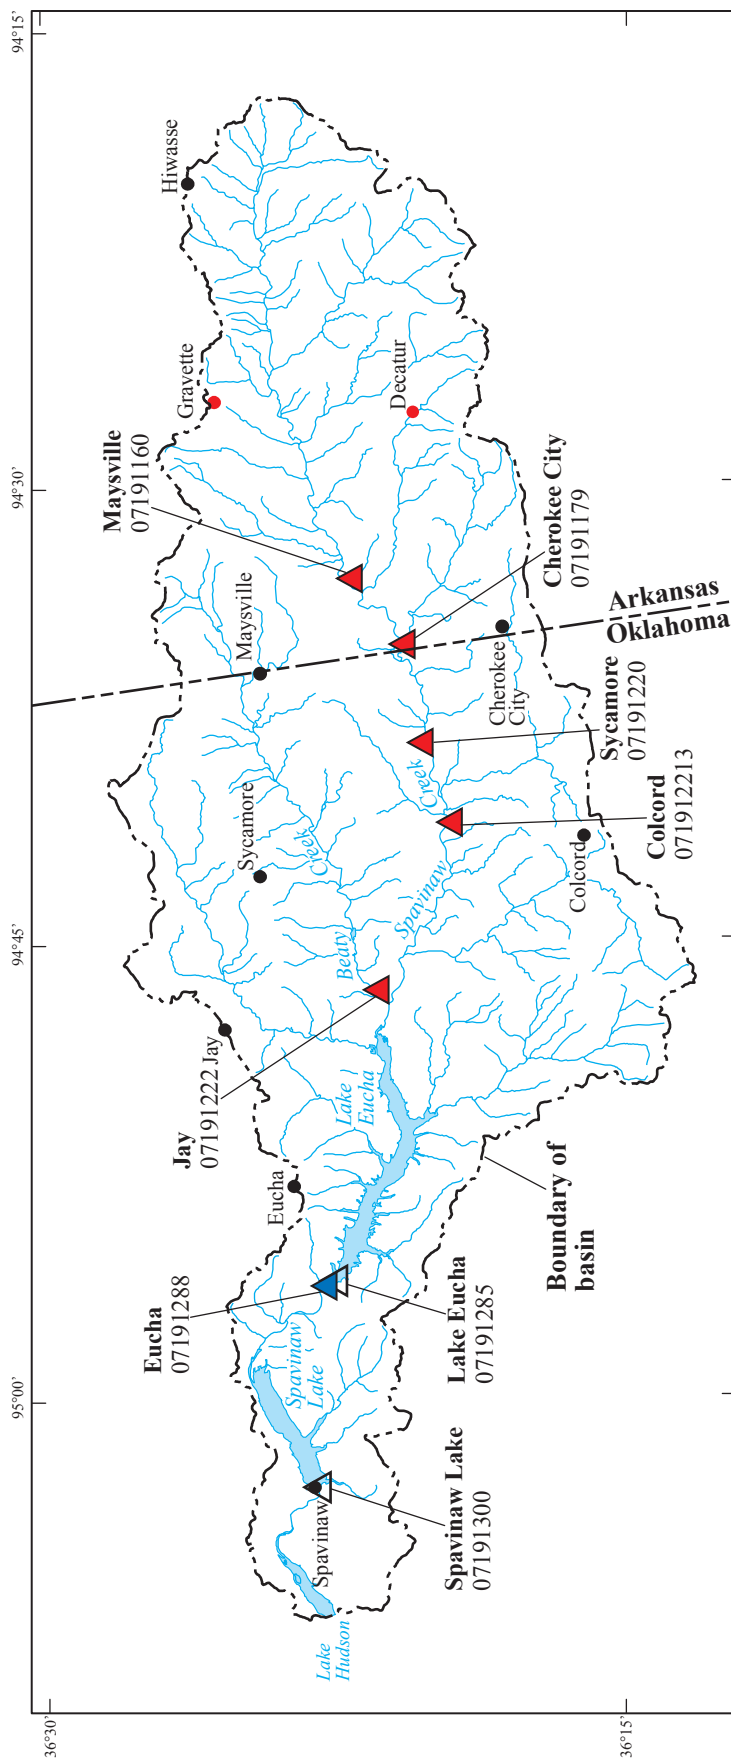 36°30'
36°15'
95°00'
94°45'
94°30'
94°15'
Lake
Hudson
Spavinaw
Spavinaw Lake
07191300
Spavinaw
Lake
Eucha
07191288
Lake Eucha
07191285
Eucha
Boundary of
basin
Lake
Eucha
Jay
07191222
Jay
Beaty
Creek
Spavinaw
Creek
Sycamore
Colcord
Colcord
071912213
Sycamore
07191220
Maysville
Cherokee
City
Oklahoma
Arkansas
Cherokee City
07191179
Maysville
07191160
Gravette
Decatur
Hiwasse